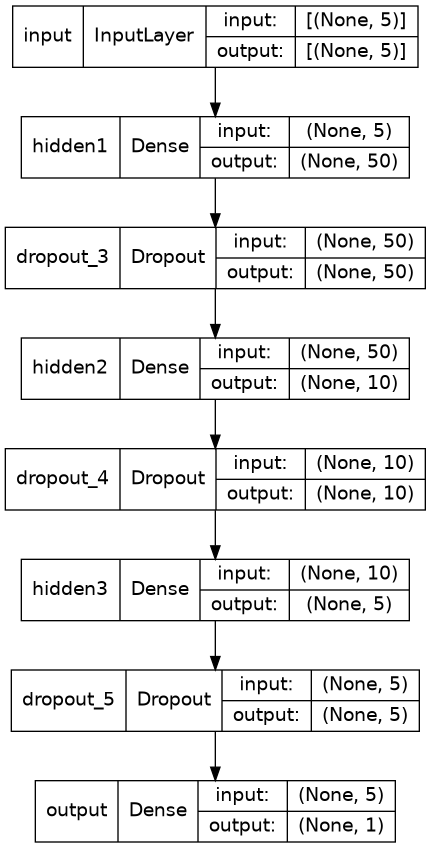 input InputLayer input: [(None, 5)]
output: [(None, 5)]
hidden1 Dense input: (None, 5)
output: (None, 50)
dropout_3 Dropout input: (None, 50)
output: (None, 50)
hidden2 Dense input: (None, 50)
output: (None, 10)
dropout_4 Dropout input: (None, 10)
output: (None, 10)
hidden3 Dense input: (None, 10)
output: (None, 5)
dropout_5 Dropout input: (None, 5)
output: (None, 5)
output Dense input: (None, 5)
output: (None, 1)